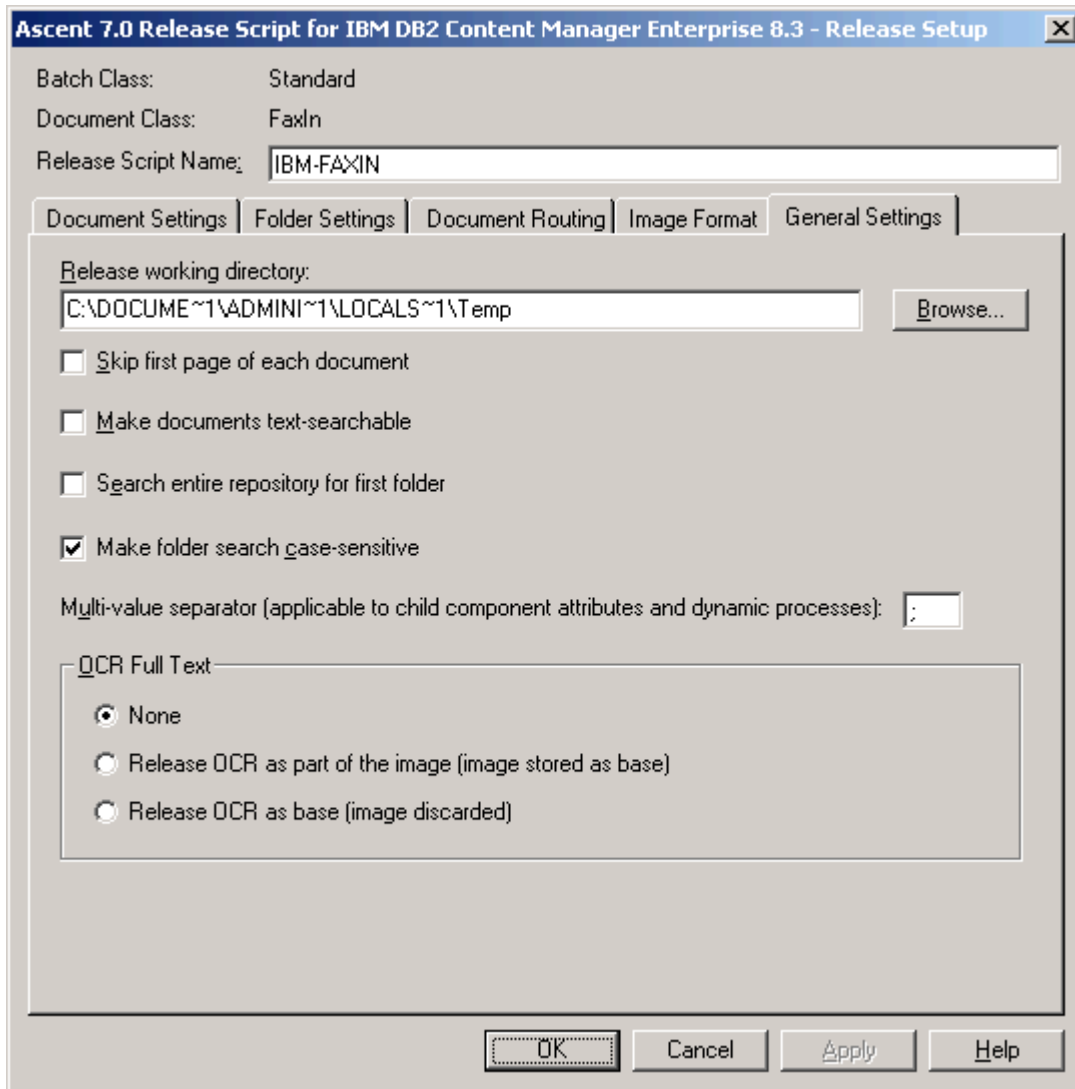 Ascent 7.0 Release Script for IBM DB2 Content Manager Enterprise 8.3 - Release Setup
Batch Class: Standard
Document Class: FaxIn
Release Script Name: IBM-FAXIN
Document Settings Folder Settings Document Routing Image Format General Settings
Release working directory:
C:\DOCUME~1\ADMINI~1\LOCALS~1\Temp Browse...
Skip first page of each document
Make documents text-searchable
Search entire repository for first folder
Make folder search case-sensitive
Multi-value separator (applicable to child component attributes and dynamic processes): ;
OCR Full Text
None
Release OCR as part of the image (image stored as base)
Release OCR as base (image discarded)
OK Cancel Apply Help